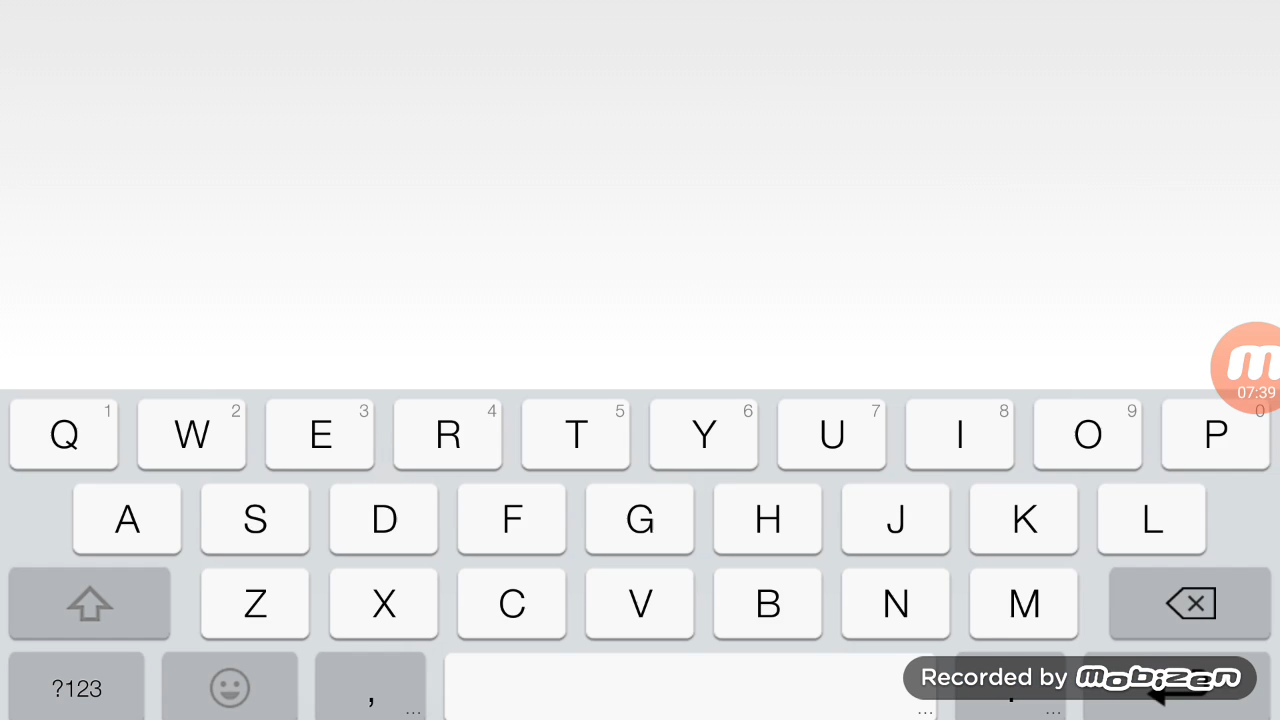 1 2 3 4 5 6 7 8 9 0
Q W E R T Y U I O P
A S D F G H J K L
Z X C V B N M
?123 , ... ... . ...
07:39
Recorded by mobizen